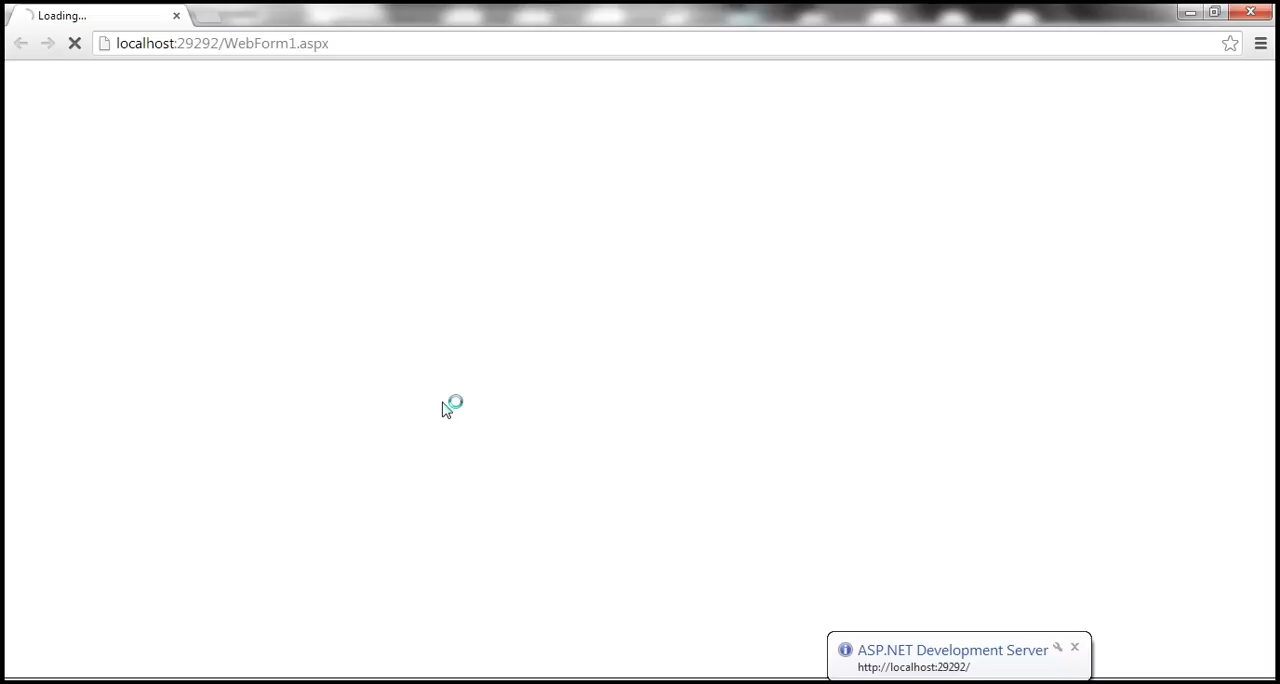 Loading...
localhost:29292/WebForm1.aspx
ASP.NET Development Server
http://localhost:29292/